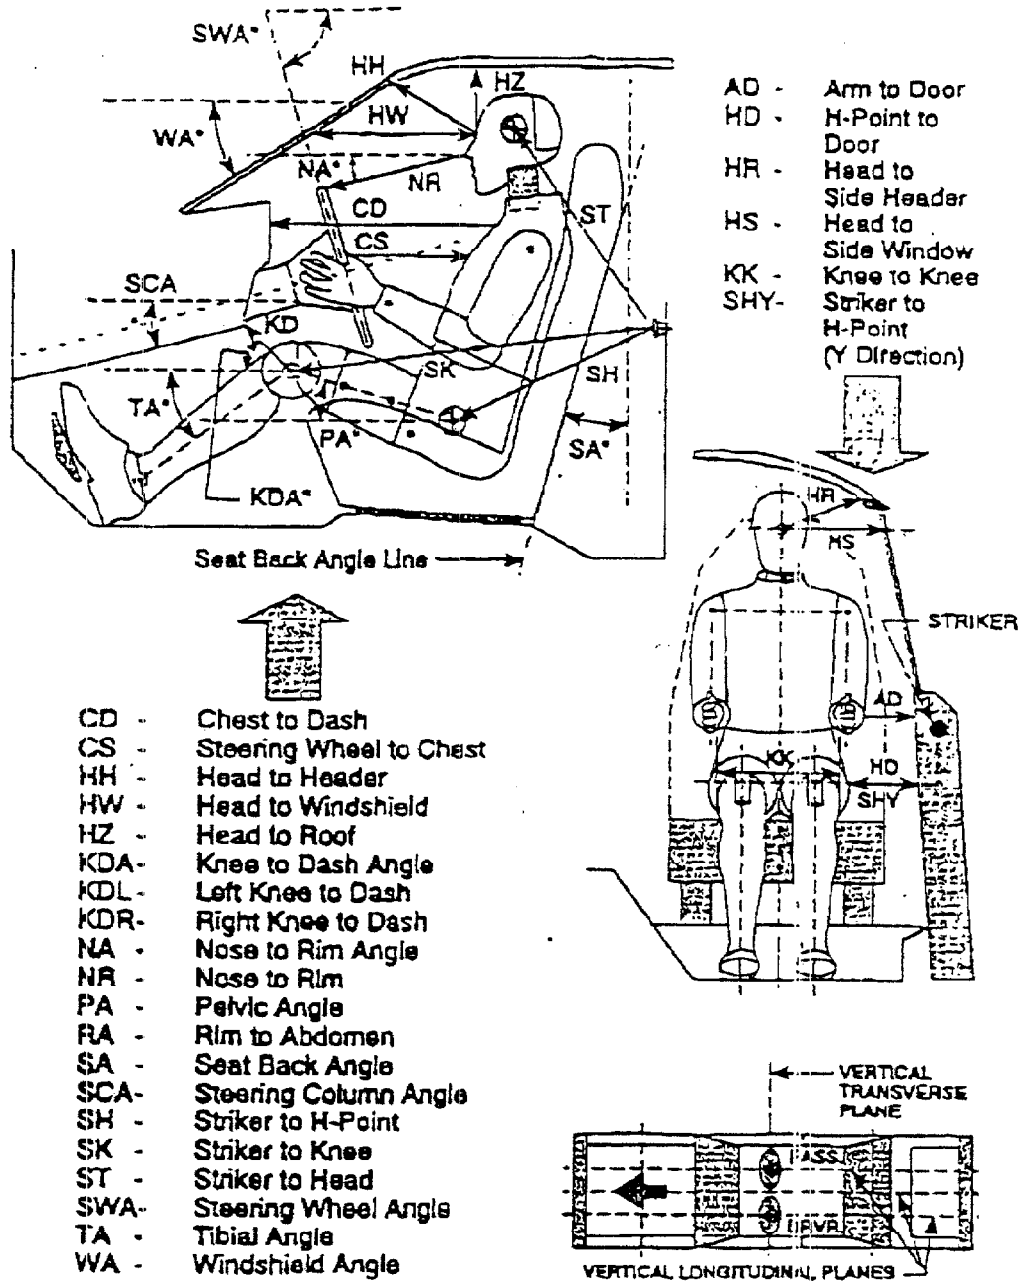 SWA°
HH
HZ
HW
WA°
NA°
NR
CD
ST
CS
SCA
KD
SK
SH
TA°
PA°
SA°
KDA°
Seat Back Angle Line
AD - Arm to Door
HD - H-Point to
Door
HR - Head to
Side Header
HS - Head to
Side Window
KK - Knee to Knee
SHY- Striker to
H-Point
(Y Direction)
HR
HS
STRIKER
AD
KK
HD
SHY
CD - Chest to Dash
CS - Steering Wheel to Chest
HH - Head to Header
HW - Head to Windshield
HZ - Head to Roof
KDA- Knee to Dash Angle
KDL - Left Knee to Dash
KDR- Right Knee to Dash
NA - Nose to Rim Angle
NR - Nose to Rim
PA - Pelvic Angle
RA - Rim to Abdomen
SA - Seat Back Angle
SCA- Steering Column Angle
SH - Striker to H-Point
SK - Striker to Knee
ST - Striker to Head
SWA- Steering Wheel Angle
TA - Tibial Angle
WA - Windshield Angle
VERTICAL
TRANSVERSE
PLANE
PASS
DRVR
VERTICAL LONGITUDINAL PLANES